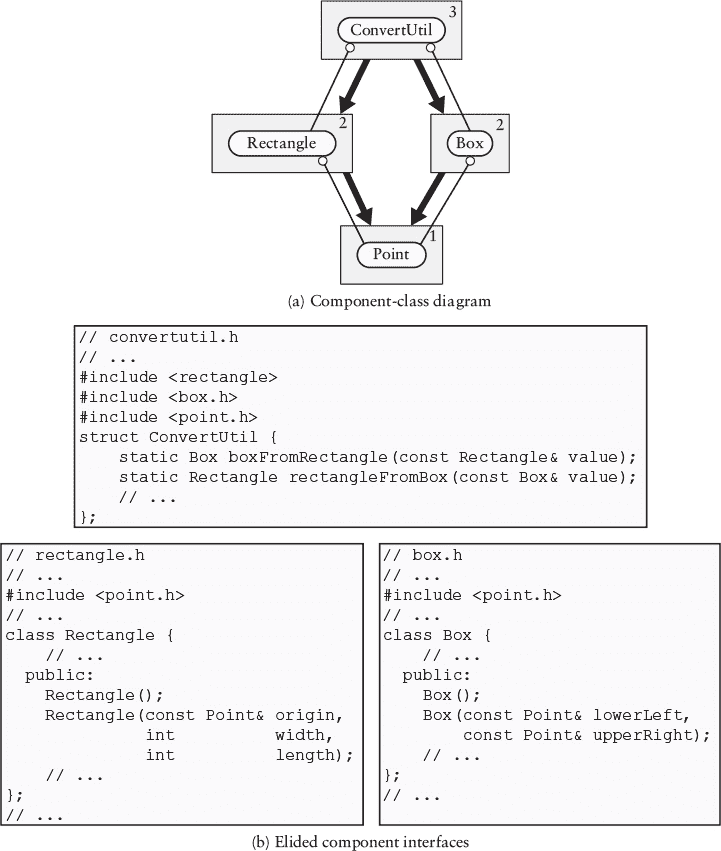 3
ConvertUtil
2
Rectangle
2
Box
1
Point
(a) Component-class diagram
// convertutil.h
// ...
#include <rectangle>
#include <box.h>
#include <point.h>
struct ConvertUtil {
    static Box boxFromRectangle(const Rectangle& value);
    static Rectangle rectangleFromBox(const Box& value);
    // ...
};
// rectangle.h
// ...
#include <point.h>
// ...
class Rectangle {
    // ...
  public:
    Rectangle();
    Rectangle(const Point& origin,
              int          width,
              int          length);
    // ...
};
// ...
// box.h
// ...
#include <point.h>
// ...
class Box {
    // ...
  public:
    Box();
    Box(const Point& lowerLeft,
        const Point& upperRight);
    // ...
};
// ...
(b) Elided component interfaces